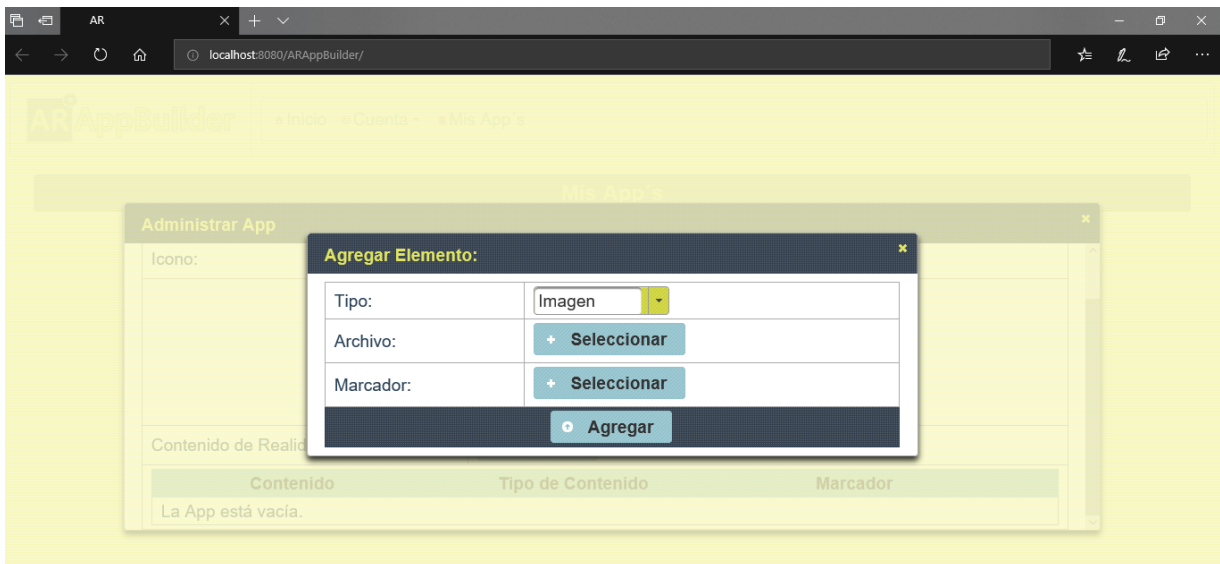 AR
localhost:8080/ARAppBuilder/
AR AppBuilder
Inicio Cuenta Mis App´s
Mis App´s
Administrar App
Agregar Elemento:
Icono:
Tipo: Imagen
Archivo: Seleccionar
Marcador: Seleccionar
Agregar
Contenido de Realid
Contenido Tipo de Contenido Marcador
La App está vacía.